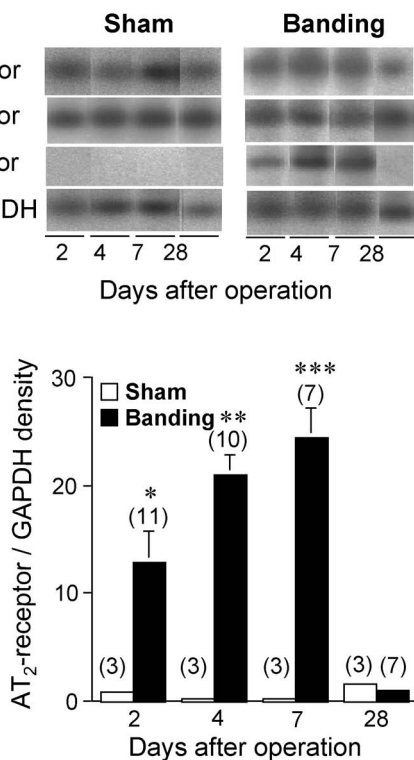 Sham Banding
or
or
or
DH
2 4 7 28 2 4 7 28
Days after operation
30
20
10
0
AT₂-receptor / GAPDH density
Sham
Banding
*
(11)
**
(10)
***
(7)
(3) (3) (3) (3) (7)
2 4 7 28
Days after operation